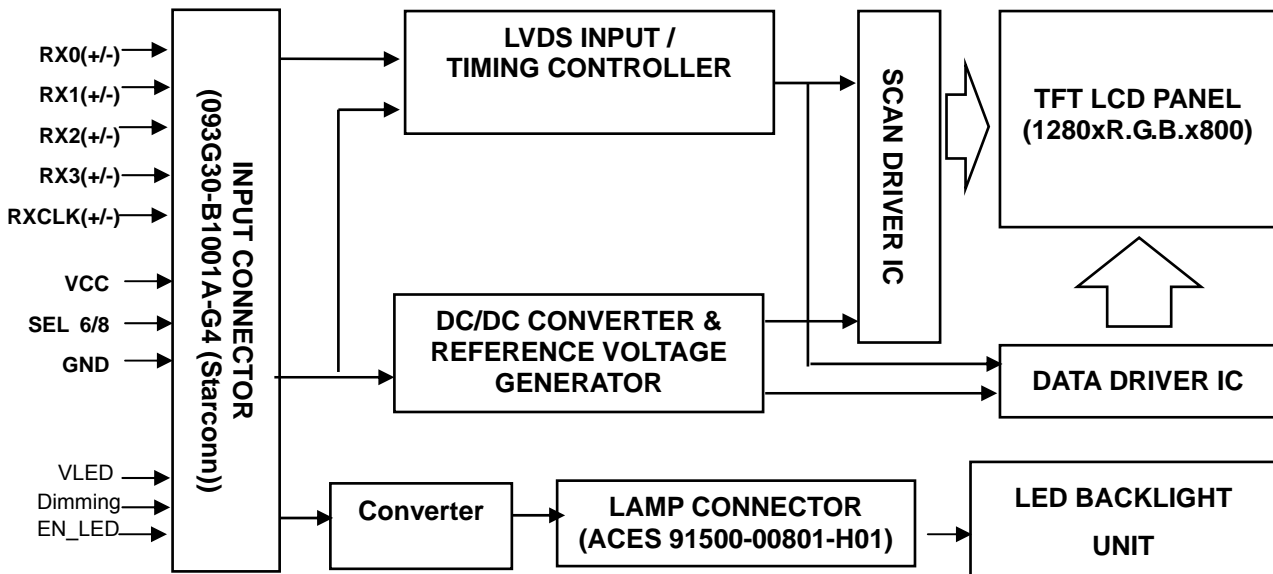 RX0(+/-)
RX1(+/-)
RX2(+/-)
RX3(+/-)
RXCLK(+/-)
VCC
SEL 6/8
GND
VLED
Dimming
EN_LED
INPUT CONNECTOR
(093G30-B1001A-G4 (Starconn))
LVDS INPUT /
TIMING CONTROLLER
DC/DC CONVERTER &
REFERENCE VOLTAGE
GENERATOR
Converter
LAMP CONNECTOR
(ACES 91500-00801-H01)
SCAN DRIVER IC
TFT LCD PANEL
(1280xR.G.B.x800)
DATA DRIVER IC
LED BACKLIGHT
UNIT